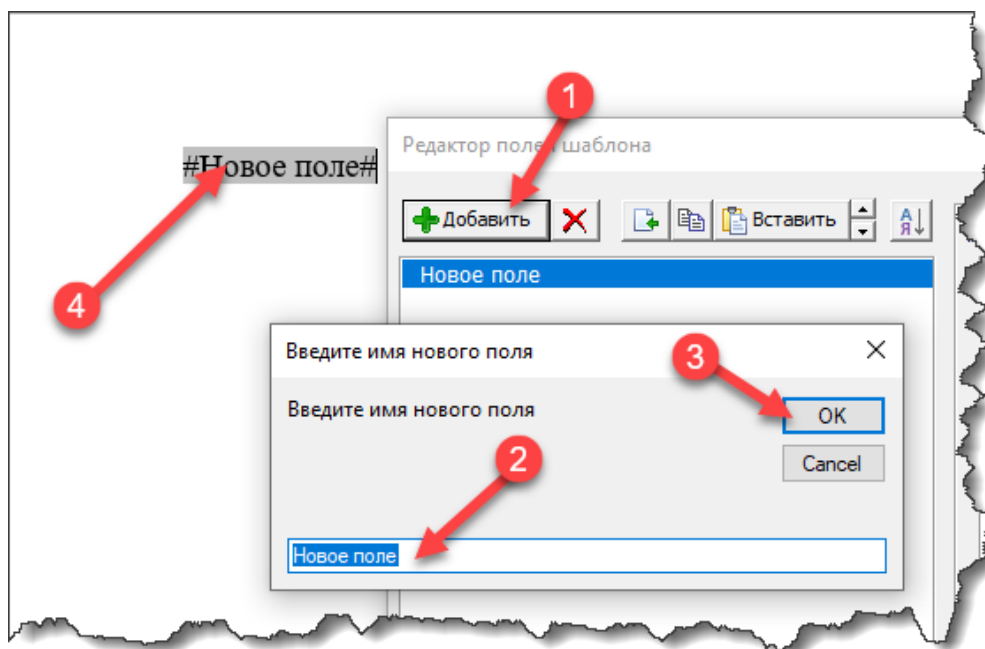 1
Редактор полей шаблона
#Новое поле#
Добавить
Вставить
А
Я
4
Новое поле
Введите имя нового поля
3
Введите имя нового поля
OK
2
Cancel
Новое поле